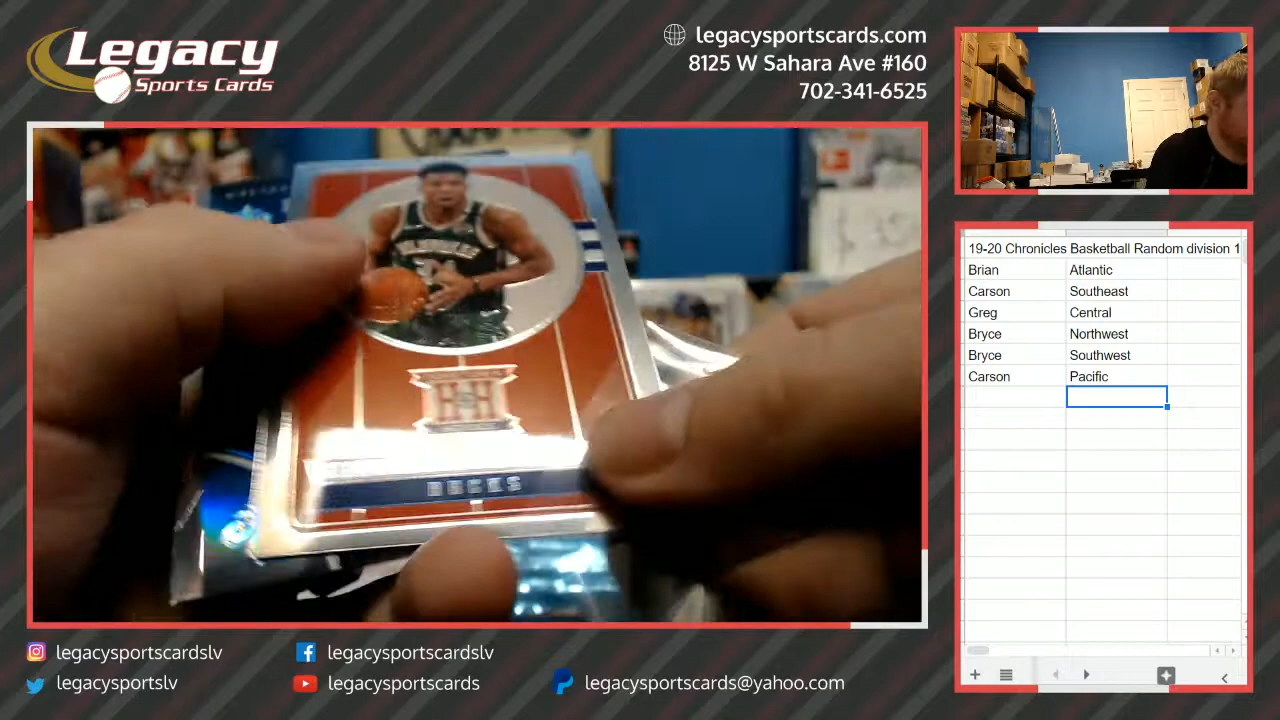 Legacy
Sports Cards
legacysportscards.com
8125 W Sahara Ave #160
702-341-6525
BUCKS
19-20 Chronicles Basketball Random division 1
Brian Atlantic
Carson Southeast
Greg Central
Bryce Northwest
Bryce Southwest
Carson Pacific
legacysportscardslv
legacysportscardslv
legacysportslv
legacysportscards
legacysportscards@yahoo.com